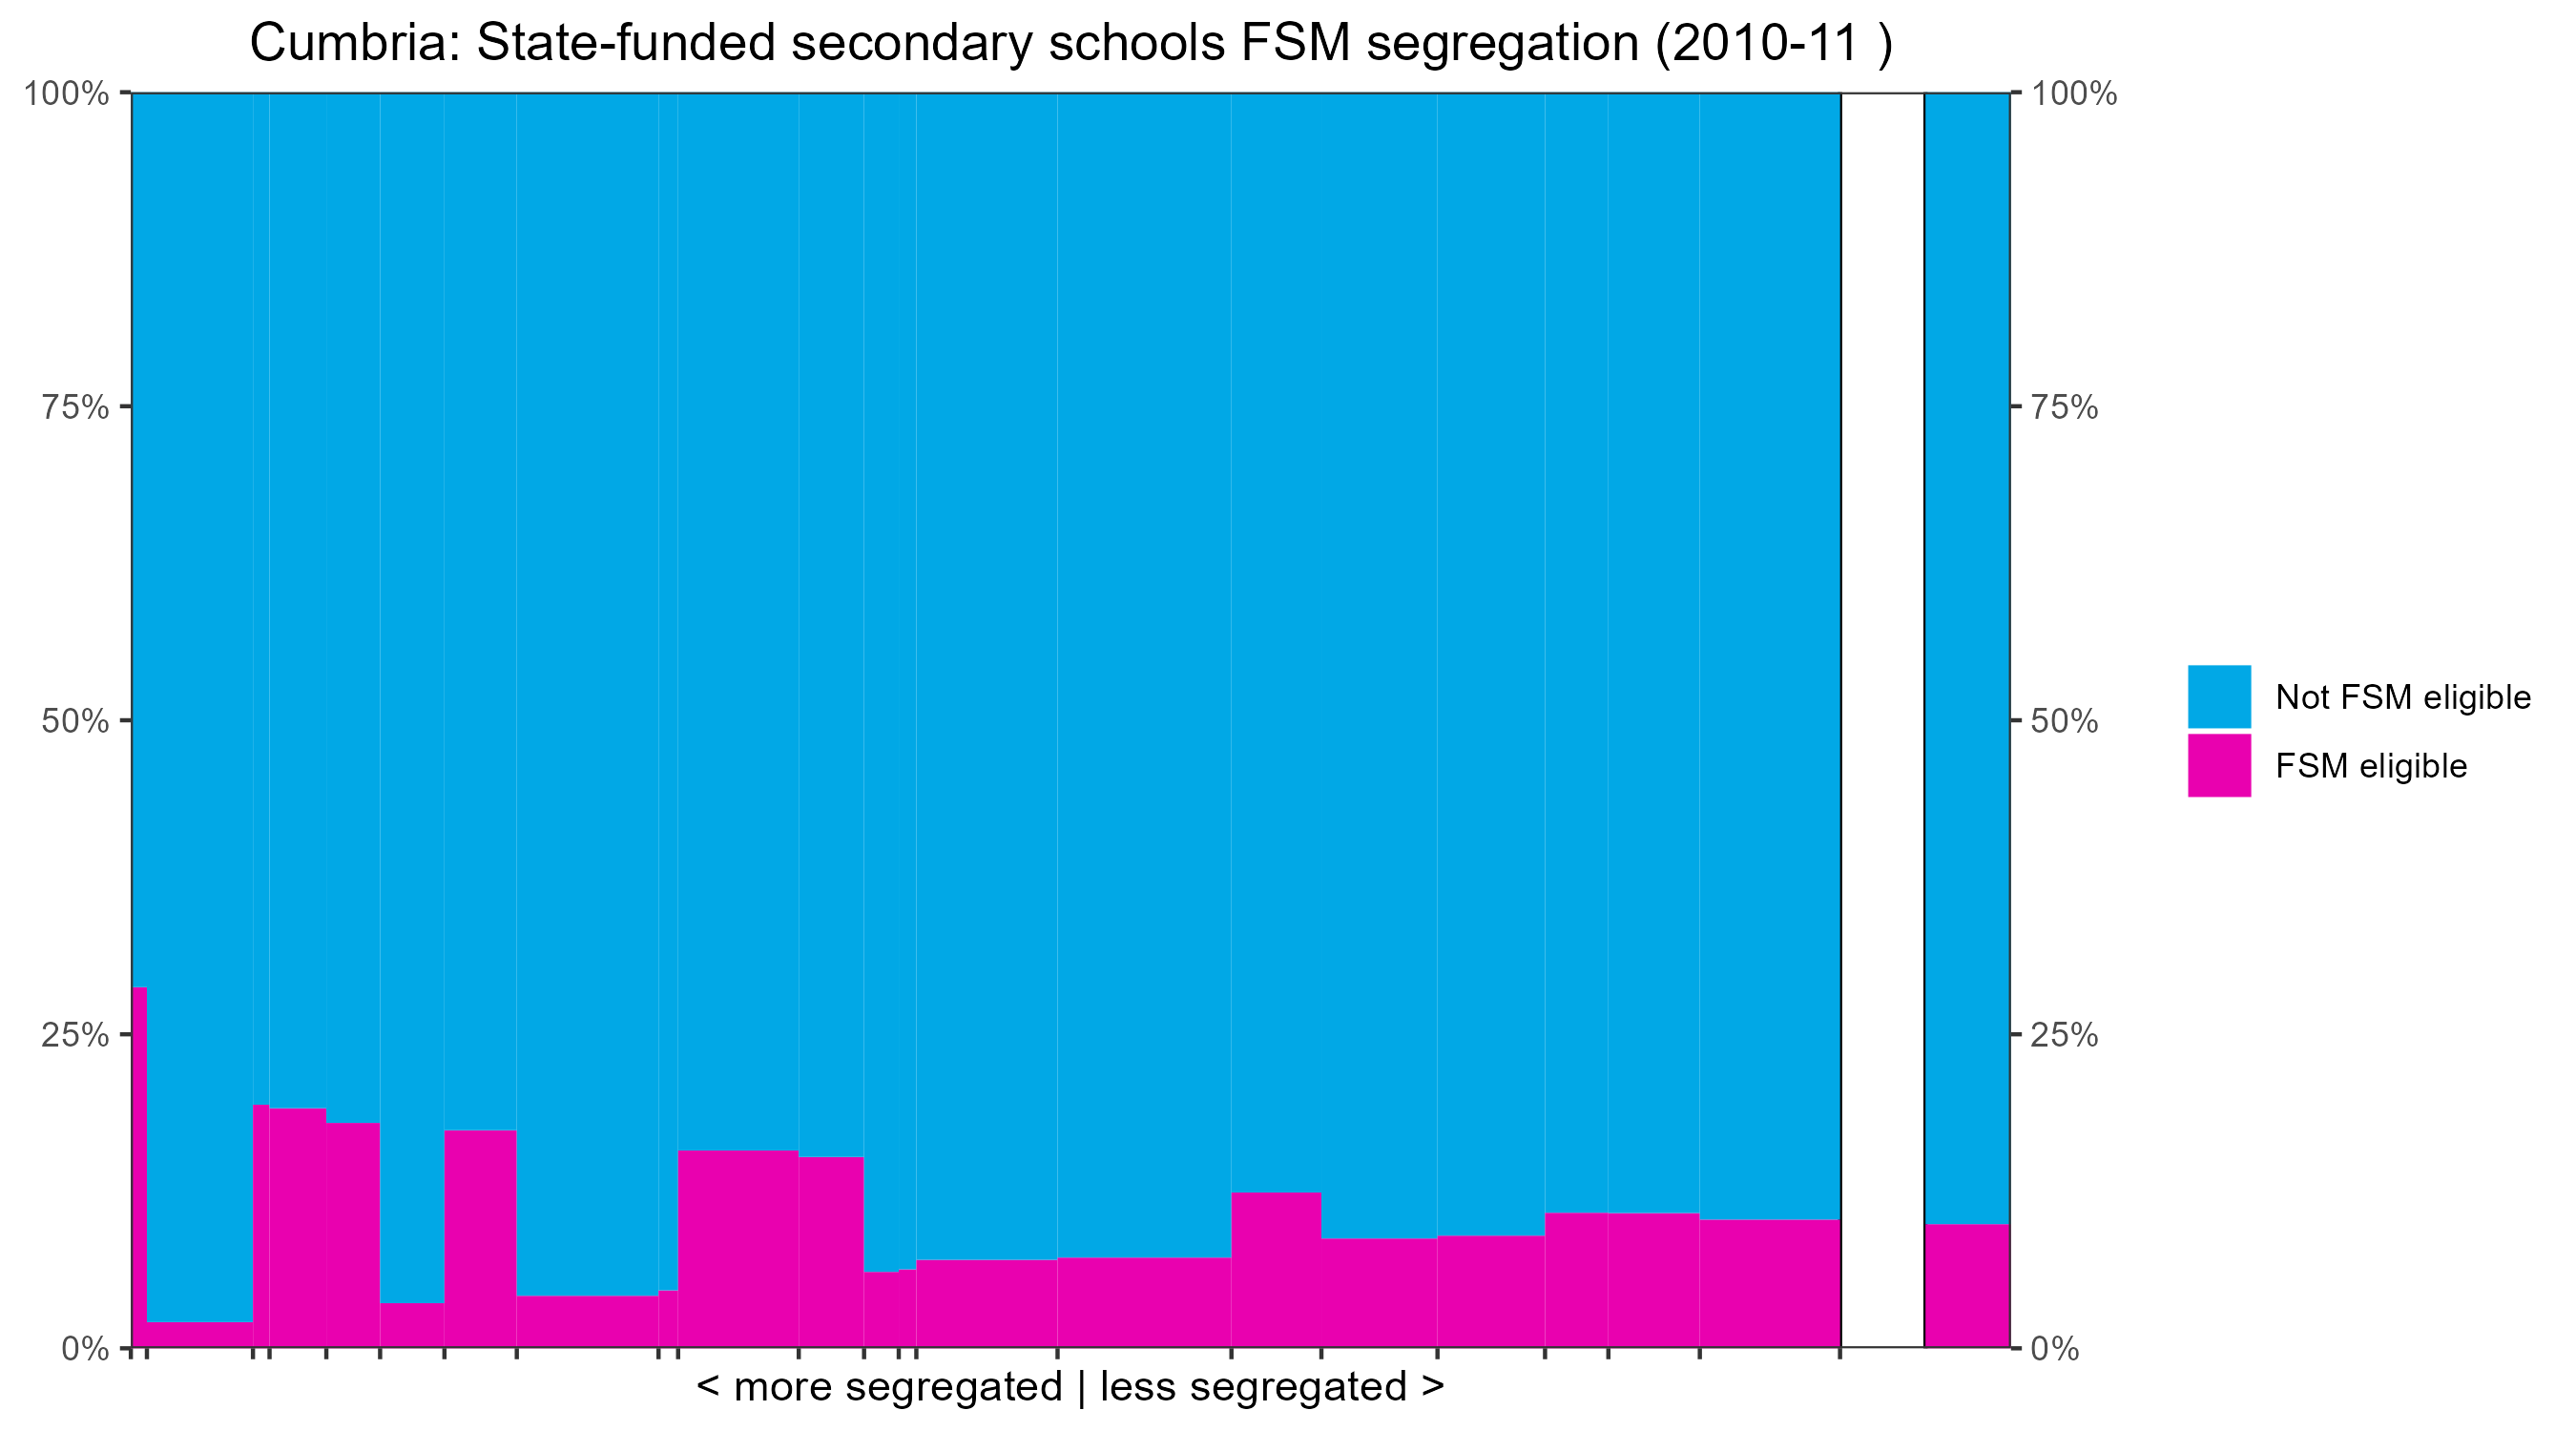 Cumbria: State-funded secondary schools FSM segregation (2010-11 )
100%
75%
50%
25%
0%
100%
75%
50%
25%
0%
Not FSM eligible
FSM eligible
< more segregated | less segregated >